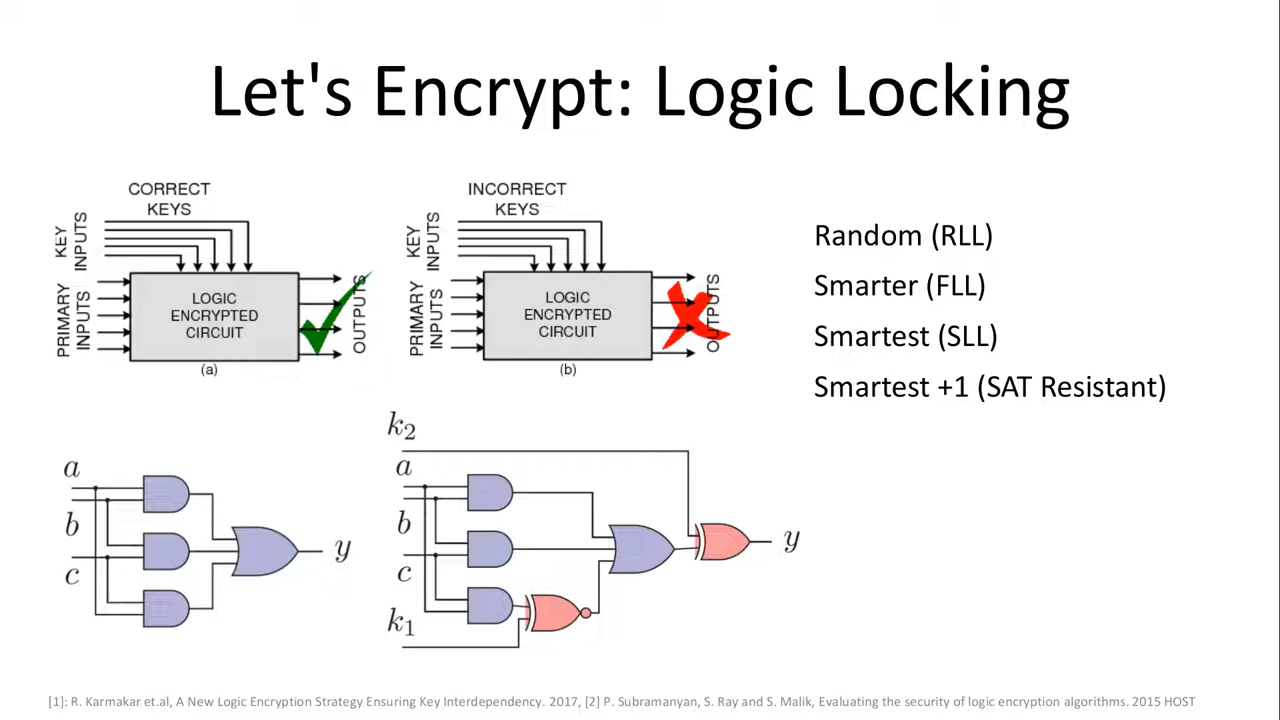 Let's Encrypt: Logic Locking
CORRECT
KEYS
KEY
INPUTS
PRIMARY
INPUTS
LOGIC
ENCRYPTED
CIRCUIT
OUTPUTS
(a)
INCORRECT
KEYS
KEY
INPUTS
PRIMARY
INPUTS
LOGIC
ENCRYPTED
CIRCUIT
OUTPUTS
(b)
Random (RLL)
Smarter (FLL)
Smartest (SLL)
Smartest +1 (SAT Resistant)
a
b
c
y
k2
a
b
c
k1
y
[1]: R. Karmakar et.al, A New Logic Encryption Strategy Ensuring Key Interdependency. 2017, [2] P. Subramanyan, S. Ray and S. Malik, Evaluating the security of logic encryption algorithms. 2015 HOST